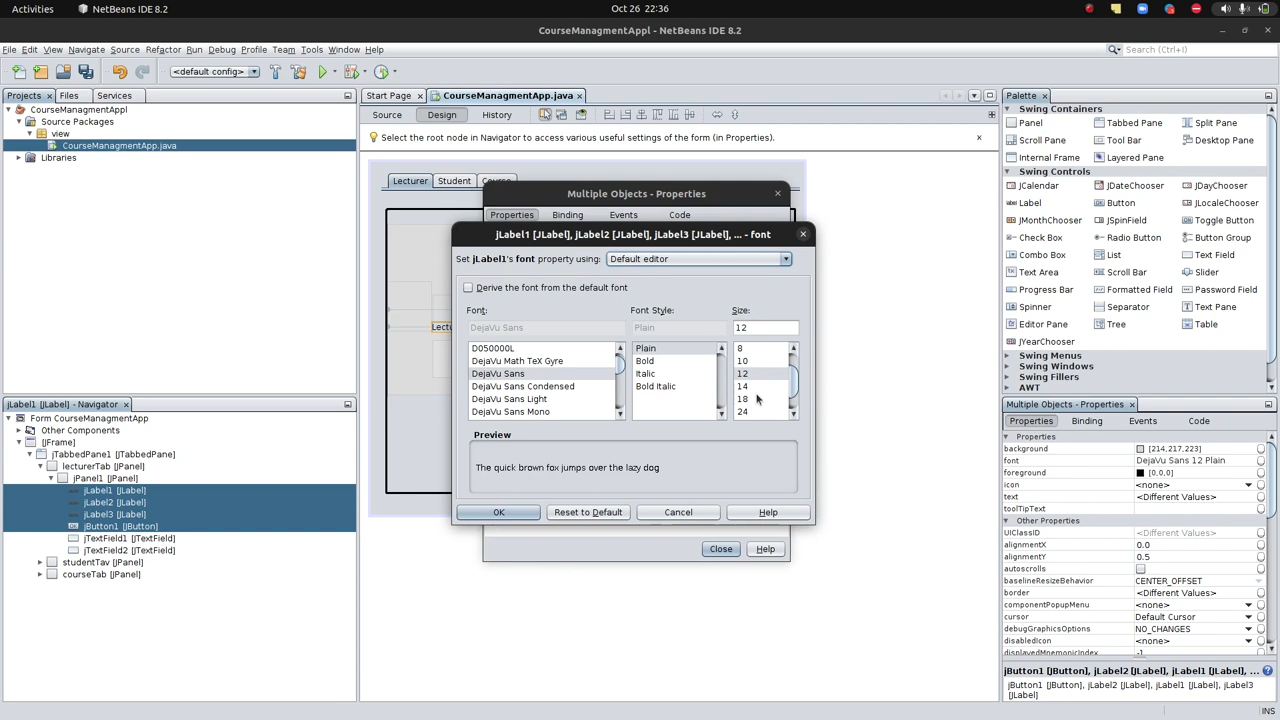 Activities
NetBeans IDE 8.2
Oct 26 22:36
CourseManagmentAppl - NetBeans IDE 8.2
File Edit View Navigate Source Refactor Run Debug Profile Team Tools Window Help
Search (Ctrl+I)
<default config>
Projects Files Services
Start Page CourseManagmentApp.java
Palette
CourseManagmentAppl
Source Packages
view
CourseManagmentApp.java
Libraries
Source Design History
Select the root node in Navigator to access various useful settings of the form (in Properties).
Lecturer Student Course
Lectu
Multiple Objects - Properties
Properties Binding Events Code
jLabel1 [JLabel], jLabel2 [JLabel], jLabel3 [JLabel], ... - font
Set jLabel1's font property using: Default editor
Derive the font from the default font
Font: Font Style: Size:
DejaVu Sans Plain 12
D050000L Plain 8
DejaVu Math TeX Gyre Bold 10
DejaVu Sans Italic 12
DejaVu Sans Condensed Bold Italic 14
DejaVu Sans Light 18
DejaVu Sans Mono 24
Preview
The quick brown fox jumps over the lazy dog
OK Reset to Default Cancel Help
Close Help
Swing Containers
Panel Tabbed Pane Split Pane
Scroll Pane Tool Bar Desktop Pane
Internal Frame Layered Pane
Swing Controls
JCalendar JDateChooser JDayChooser
Label Button JLocaleChooser
JMonthChooser JSpinField Toggle Button
Check Box Radio Button Button Group
Combo Box List Text Field
Text Area Scroll Bar Slider
Progress Bar Formatted Field Password Field
Spinner Separator Text Pane
Editor Pane Tree Table
JYearChooser
Swing Menus
Swing Windows
Swing Fillers
AWT
jLabel1 [JLabel] - Navigator
Form CourseManagmentApp
Other Components
[JFrame]
jTabbedPane1 [JTabbedPane]
lecturerTab [JPanel]
jPanel1 [JPanel]
jLabel1 [JLabel]
jLabel2 [JLabel]
jLabel3 [JLabel]
jButton1 [JButton]
jTextField1 [JTextField]
jTextField2 [JTextField]
studentTav [JPanel]
courseTab [JPanel]
Multiple Objects - Properties
Properties Binding Events Code
Properties
background [214,217,223]
font DejaVu Sans 12 Plain
foreground [0,0,0]
icon <none>
text <Different Values>
toolTipText
Other Properties
UIClassID <Different Values>
alignmentX 0.0
alignmentY 0.5
autoscrolls
baselineResizeBehavior CENTER_OFFSET
border <Different Values>
componentPopupMenu <none>
cursor Default Cursor
debugGraphicsOptions NO_CHANGES
disabledIcon <none>
displayedMnemonicIndex -1
jButton1 [JButton], jLabel2 [JLabel], jLabel1 [JLabel], ...
jButton1 [JButton], jLabel2 [JLabel], jLabel1 [JLabel], jLabel3
[JLabel]
INS